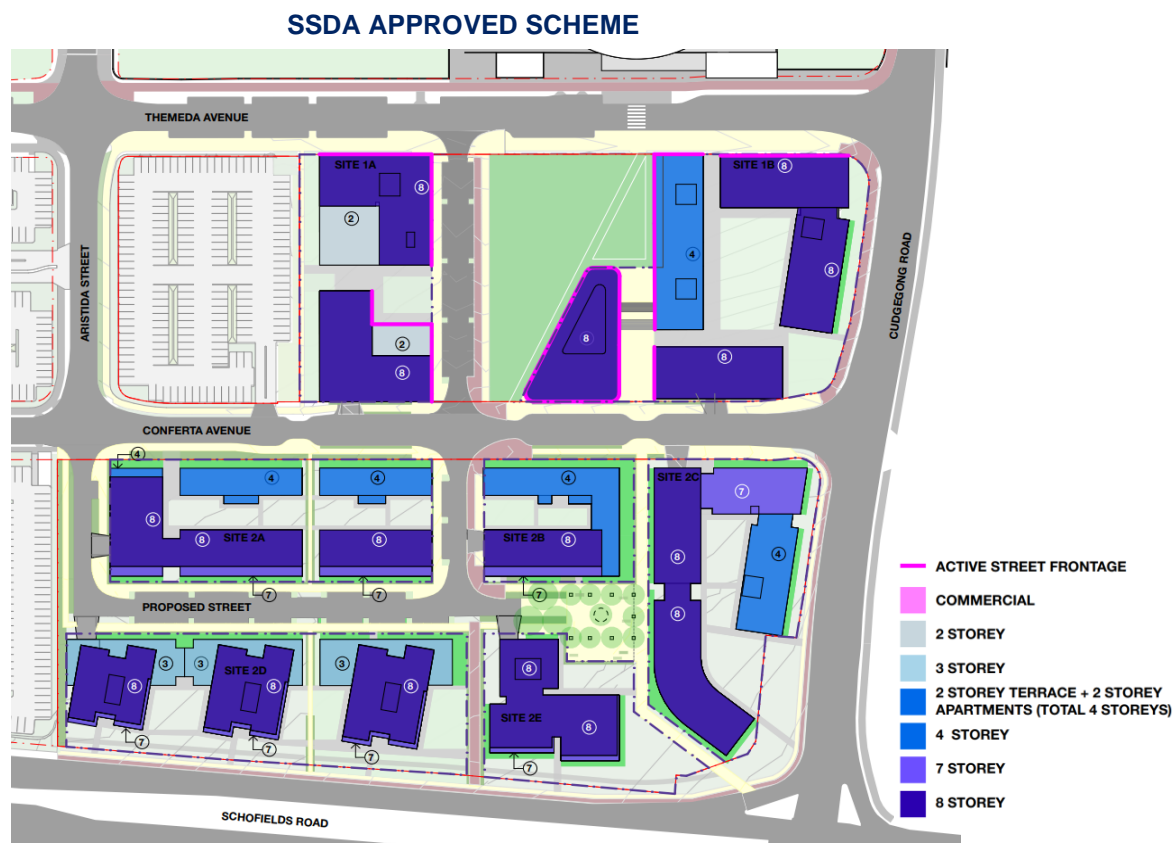 SSDA APPROVED SCHEME
THEMEDA AVENUE
SITE 1A
8
2
2
8
8
4
SITE 1B
8
8
8
ARISTIDA STREET
CUDGEGONG ROAD
CONFERTA AVENUE
4
4
8
8
SITE 2A
7
4
8
7
4
SITE 2B
8
7
SITE 2C
7
8
4
8
PROPOSED STREET
3
3
SITE 2D
8
8
7
7
3
8
7
8
SITE 2E
8
7
SCHOFIELDS ROAD
ACTIVE STREET FRONTAGE
COMMERCIAL
2 STOREY
3 STOREY
2 STOREY TERRACE + 2 STOREY
APARTMENTS (TOTAL 4 STOREYS)
4 STOREY
7 STOREY
8 STOREY